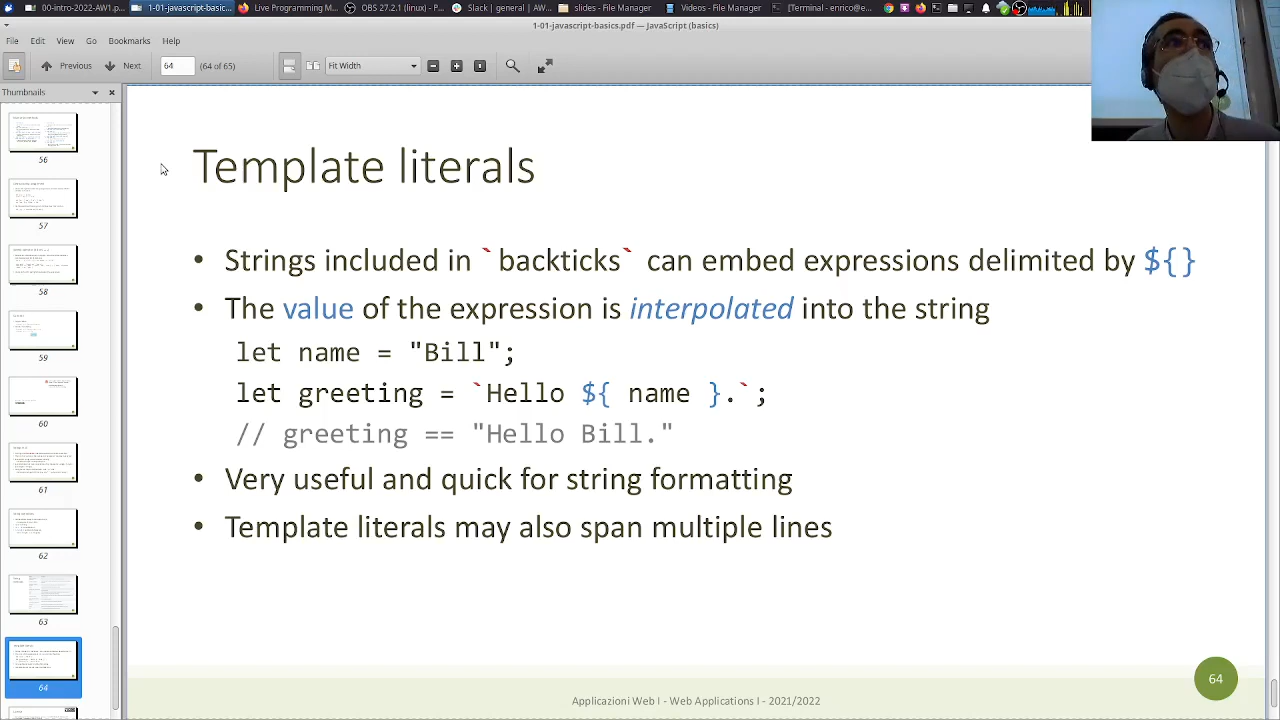 00-intro-2022-AW1.p...
1-01-javascript-basic...
Live Programming M...
OBS 27.2.1 (linux) - P...
Slack | general | AW...
slides - File Manager
Videos - File Manager
[Terminal - enrico@e...
1-01-javascript-basics.pdf — JavaScript (basics)
File Edit View Go Bookmarks Help
Previous Next 64 (64 of 65) Fit Width
Thumbnails
56
57
58
59
60
61
62
63
64
Template literals
• Strings included in `backticks` can embed expressions delimited by ${}
• The value of the expression is interpolated into the string
let name = "Bill";
let greeting = `Hello ${ name }.`;
// greeting == "Hello Bill."
• Very useful and quick for string formatting
Template literals may also span multiple lines
64
Applicazioni Web I - Web Applications I - 2021/2022